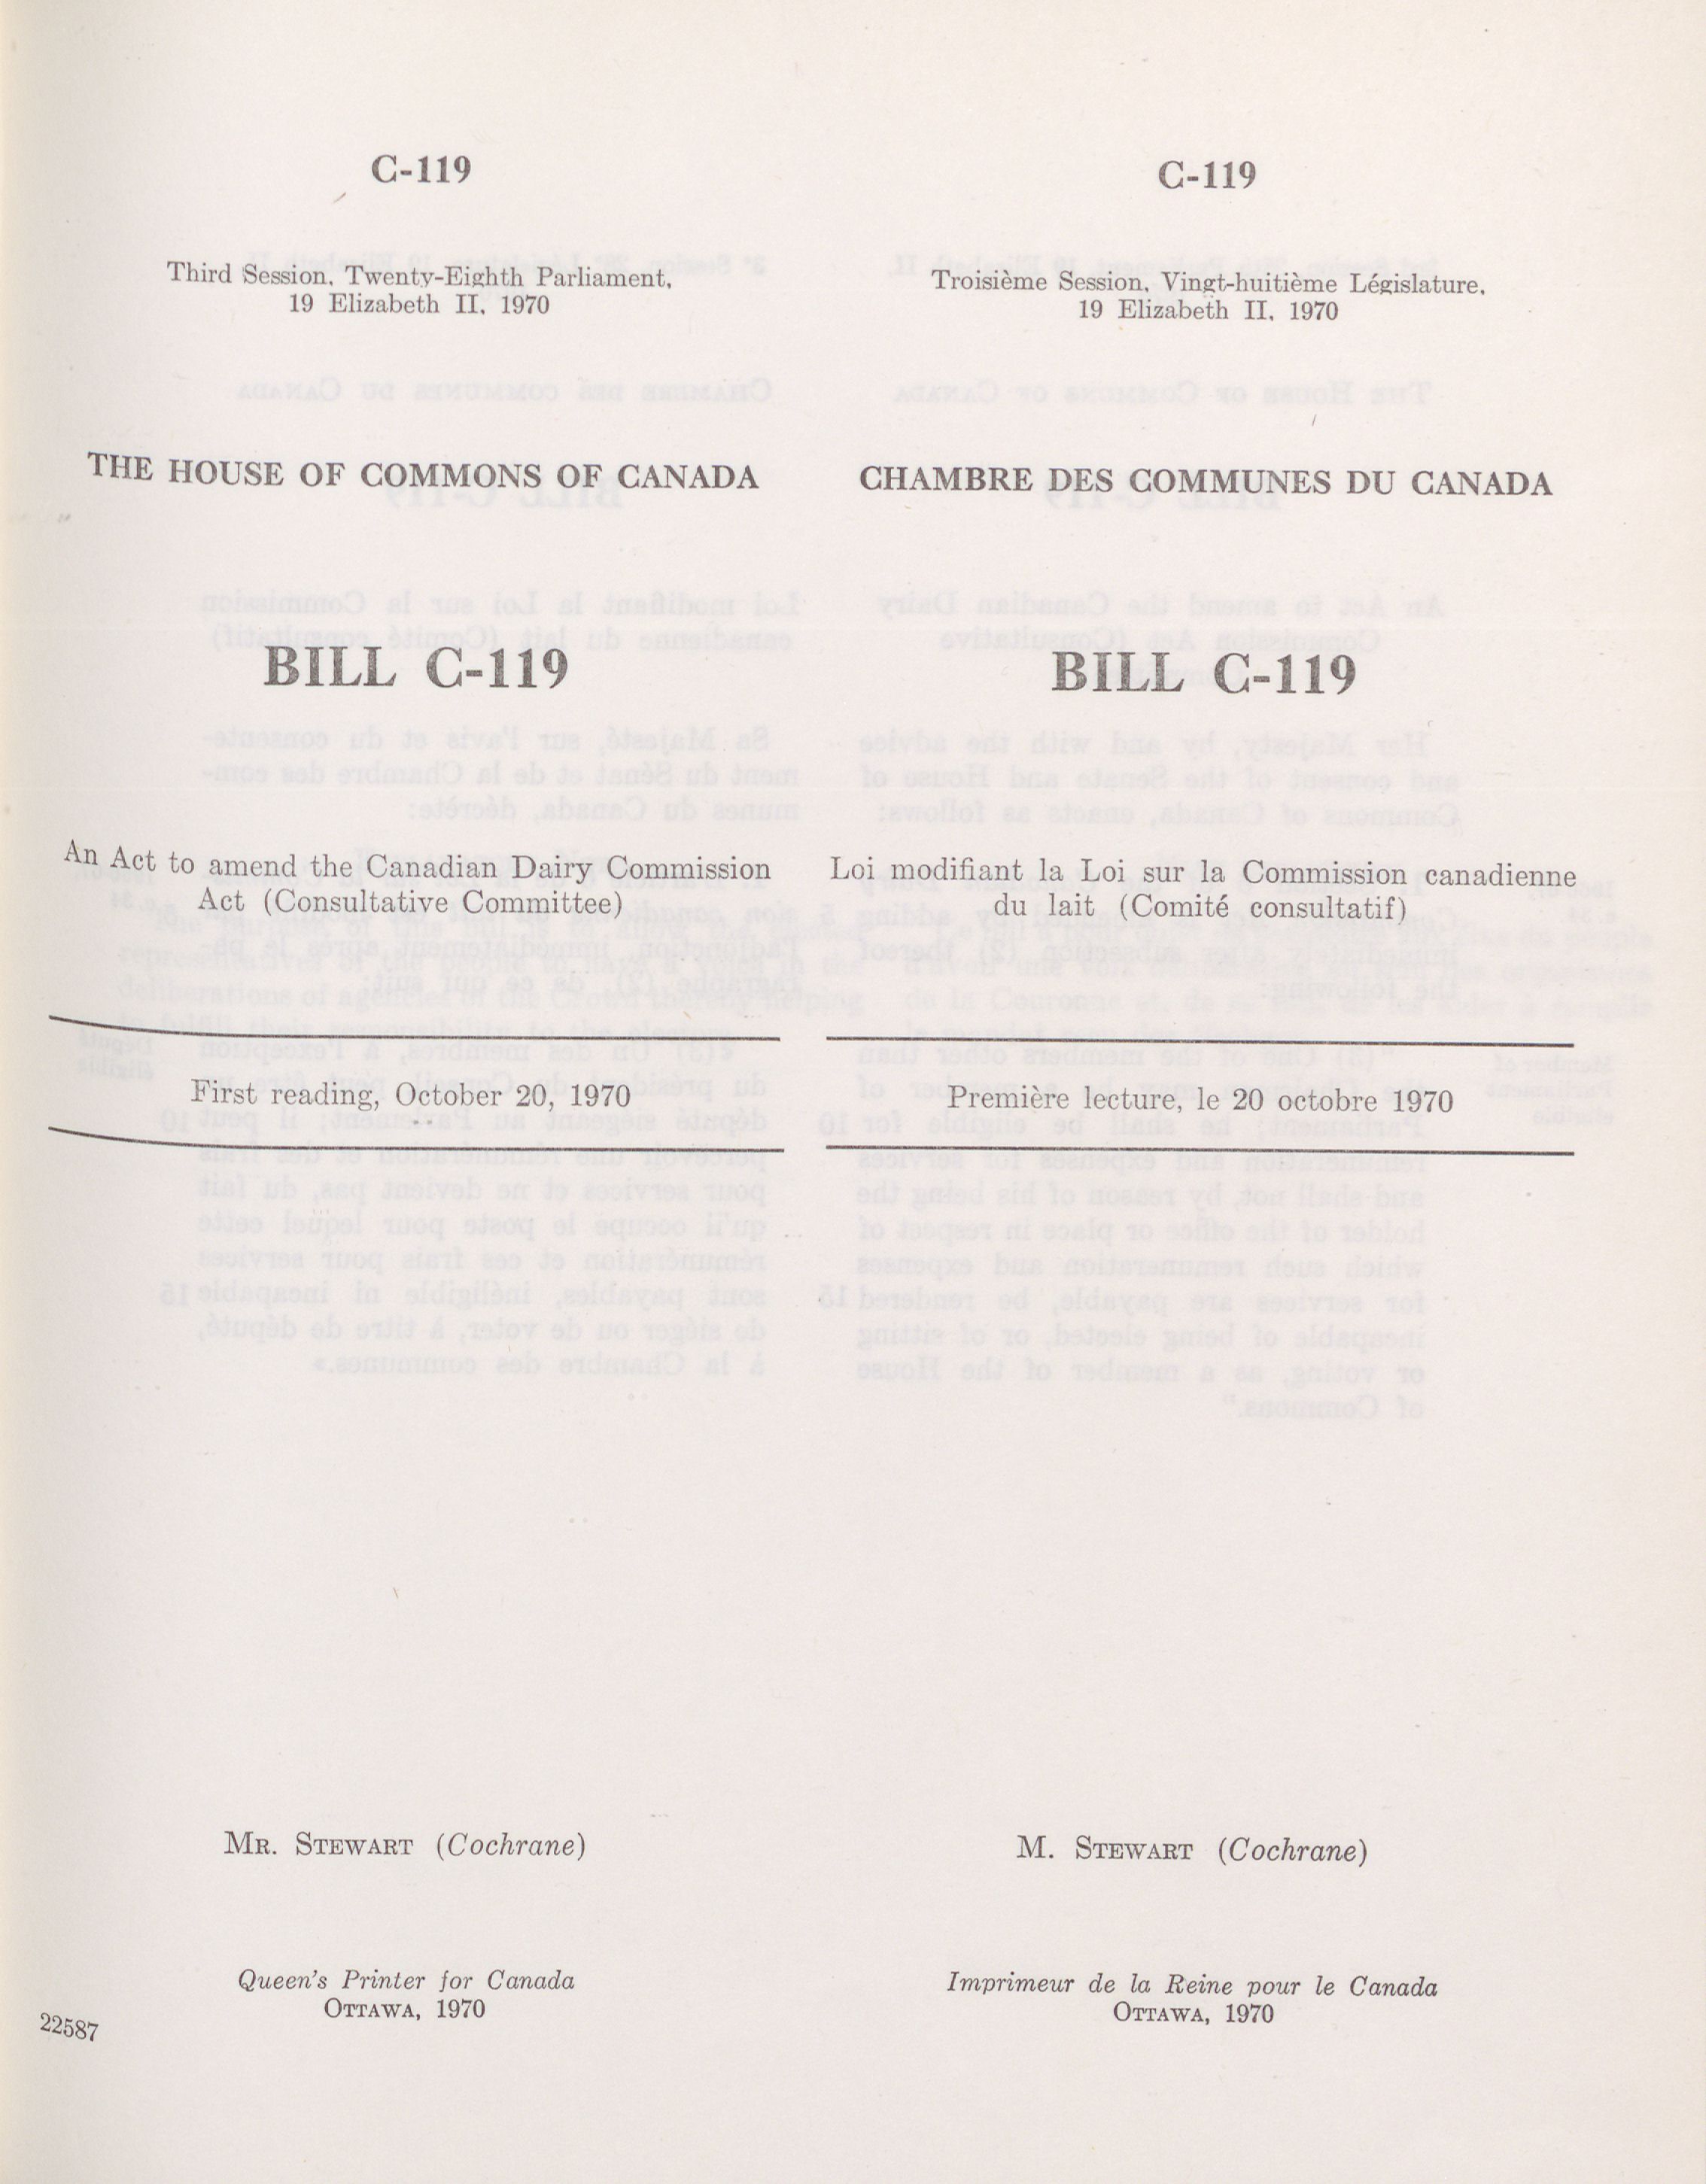 C-119
Third Session, Twenty-Eighth Parliament,
19 Elizabeth II, 1970
THE HOUSE OF COMMONS OF CANADA
BILL C-119
An Act to amend the Canadian Dairy Commission
Act (Consultative Committee)
First reading, October 20, 1970
MR. STEWART (Cochrane)
Queen's Printer for Canada
OTTAWA, 1970
22587
C-119
Troisième Session, Vingt-huitième Législature,
19 Elizabeth II, 1970
CHAMBRE DES COMMUNES DU CANADA
BILL C-119
Loi modifiant la Loi sur la Commission canadienne
du lait (Comité consultatif)
Première lecture, le 20 octobre 1970
M. STEWART (Cochrane)
Imprimeur de la Reine pour le Canada
OTTAWA, 1970